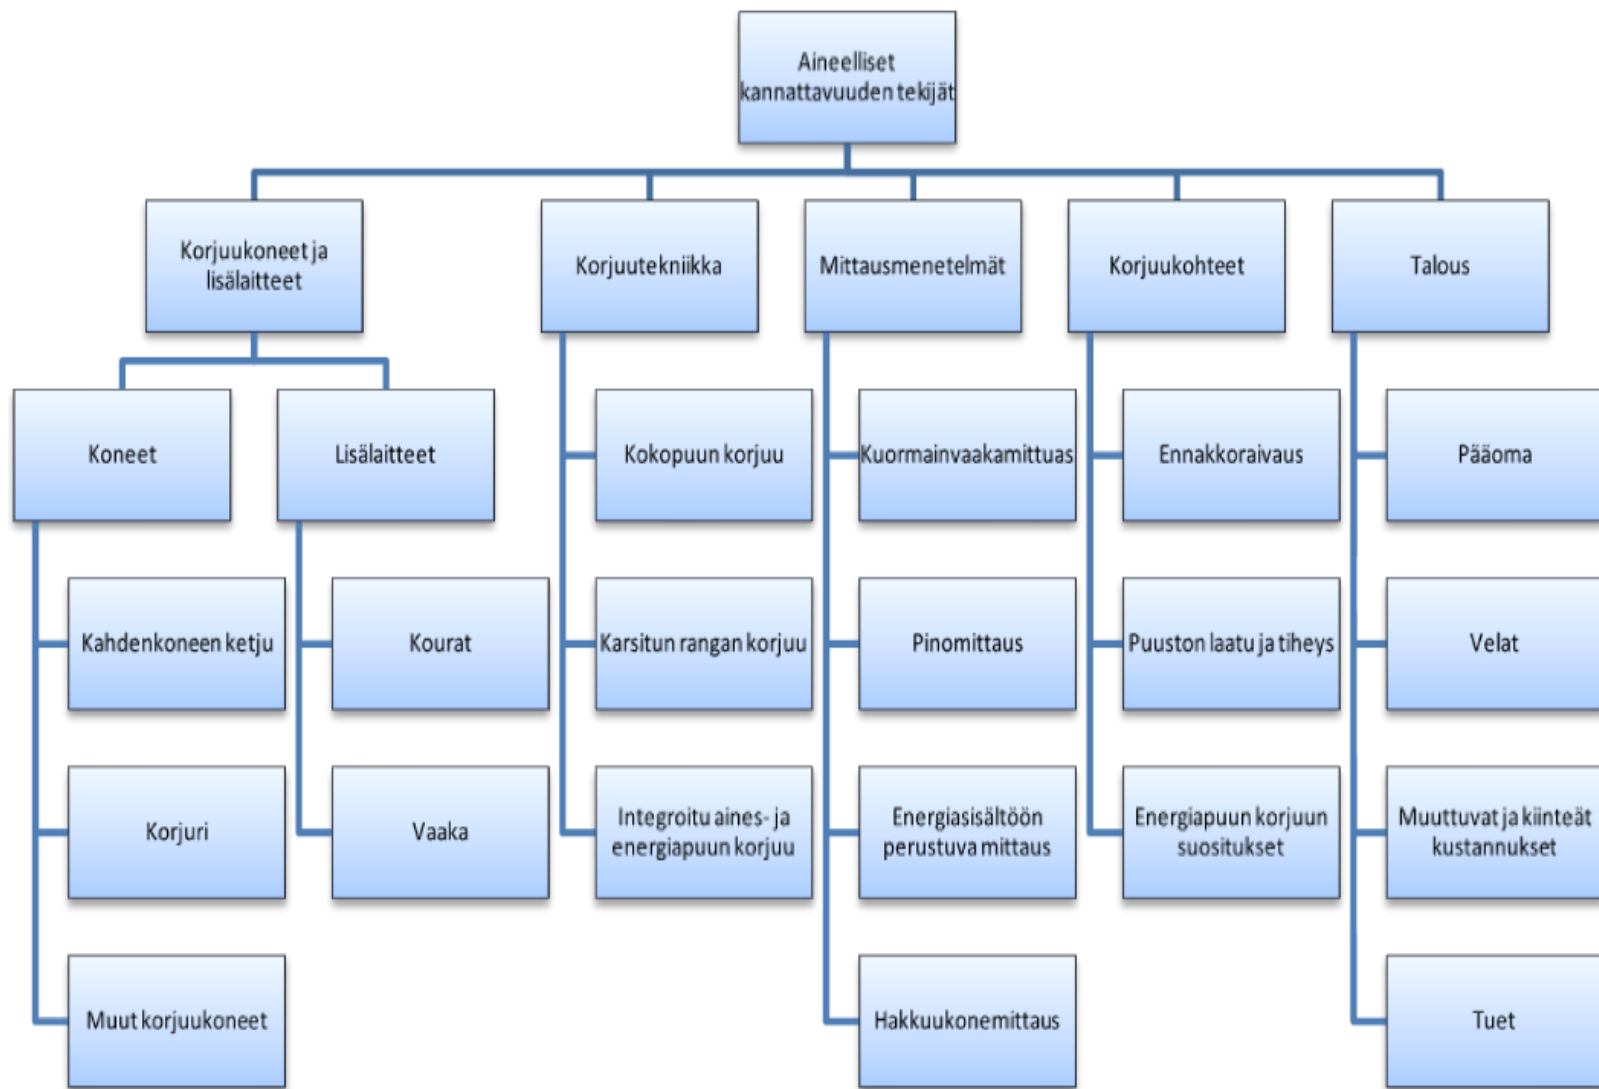 Aineelliset
kannattavuuden tekijät
Korjuukoneet ja
lisälaitteet
Korjuutekniikka
Mittausmenetelmät
Korjuukohteet
Talous
Koneet
Lisälaitteet
Kokopuun korjuu
Kuormainvaakamittuas
Ennakkoraivaus
Pääoma
Kahdenkoneen ketju
Kourat
Karsitun rangan korjuu
Pinomittaus
Puuston laatu ja tiheys
Velat
Korjuri
Vaaka
Integroitu aines- ja
energiapuun korjuu
Energiasisältöön
perustuva mittaus
Energiapuun korjuun
suositukset
Muuttuvat ja kiinteät
kustannukset
Muut korjuukoneet
Hakkuukonemittaus
Tuet